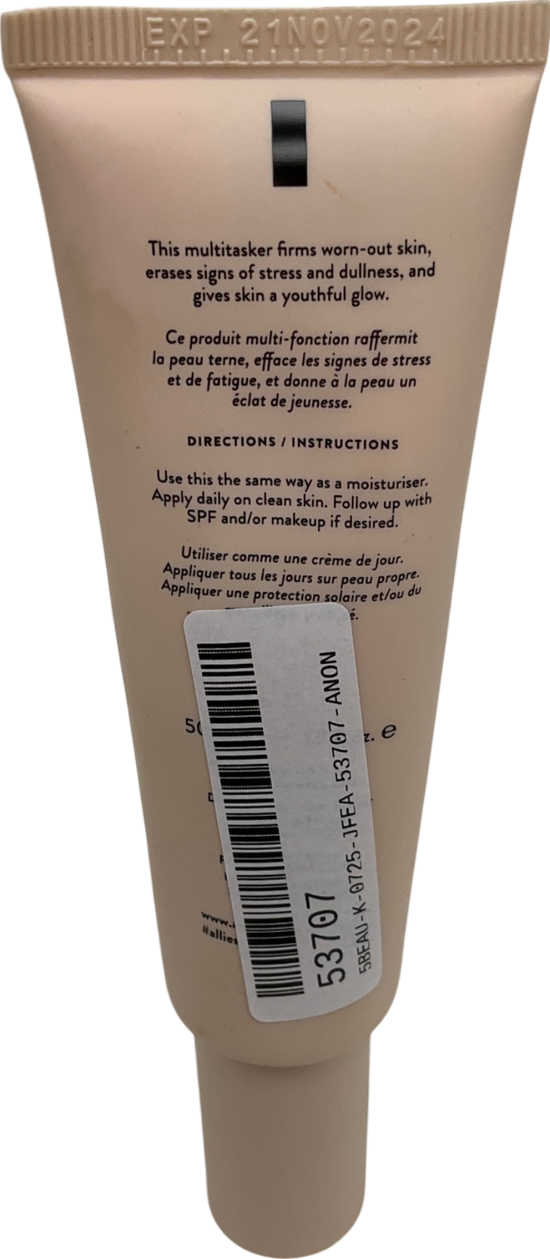 EXP 21NOV2024
This multitasker firms worn-out skin,
erases signs of stress and dullness, and
gives skin a youthful glow.
Ce produit multi-fonction raffermit
la peau terne, efface les signes de stress
et de fatigue, et donne à la peau un
éclat de jeunesse.
DIRECTIONS / INSTRUCTIONS
Use this the same way as a moisturiser.
Apply daily on clean skin. Follow up with
SPF and/or makeup if desired.
Utiliser comme une crème de jour.
Appliquer tous les jours sur peau propre.
Appliquer une protection solaire et/ou du
e
53707
5BEAU-K-0725-JFEA-53707-ANON